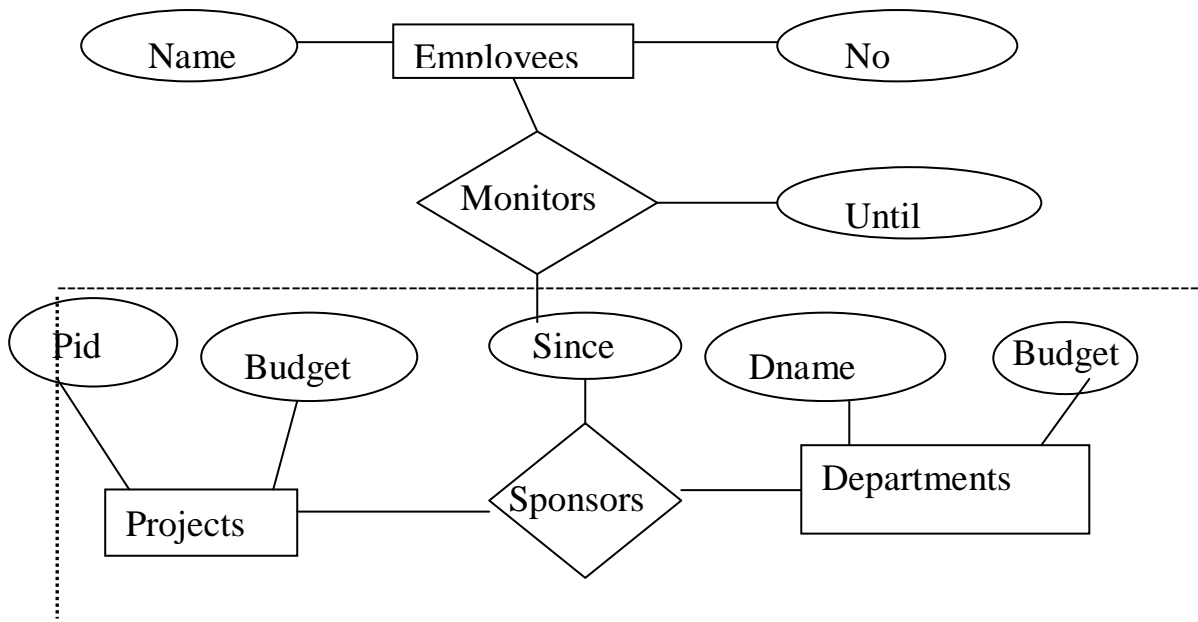 Name
Employees
No
Monitors
Until
Pid
Budget
Since
Dname
Budget
Projects
Sponsors
Departments